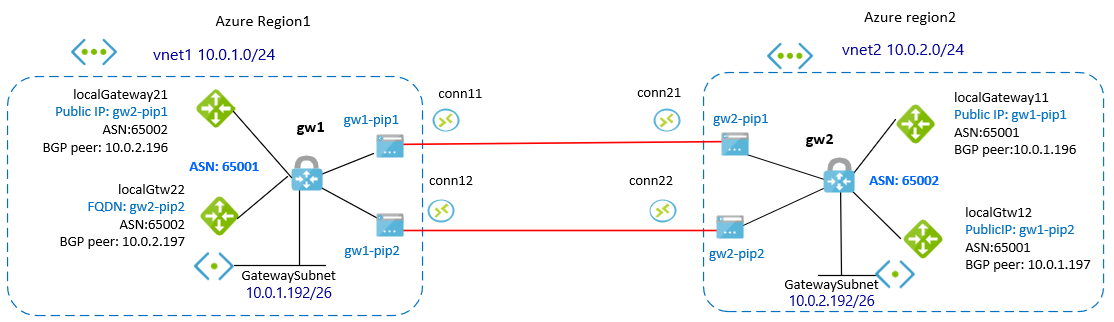 Azure Region1
vnet1 10.0.1.0/24
localGateway21
Public IP: gw2-pip1
ASN:65002
BGP peer: 10.0.2.196
ASN: 65001
localGtw22
FQDN: gw2-pip2
ASN:65002
BGP peer: 10.0.2.197
gw1
gw1-pip1
gw1-pip2
GatewaySubnet
10.0.1.192/26
conn11
conn12
conn21
conn22
Azure region2
vnet2 10.0.2.0/24
gw2-pip1
gw2-pip2
gw2
ASN: 65002
localGateway11
Public IP: gw1-pip1
ASN:65001
BGP peer:10.0.1.196
localGtw12
PublicIP: gw1-pip2
ASN:65001
BGP peer: 10.0.1.197
GatewaySubnet
10.0.2.192/26